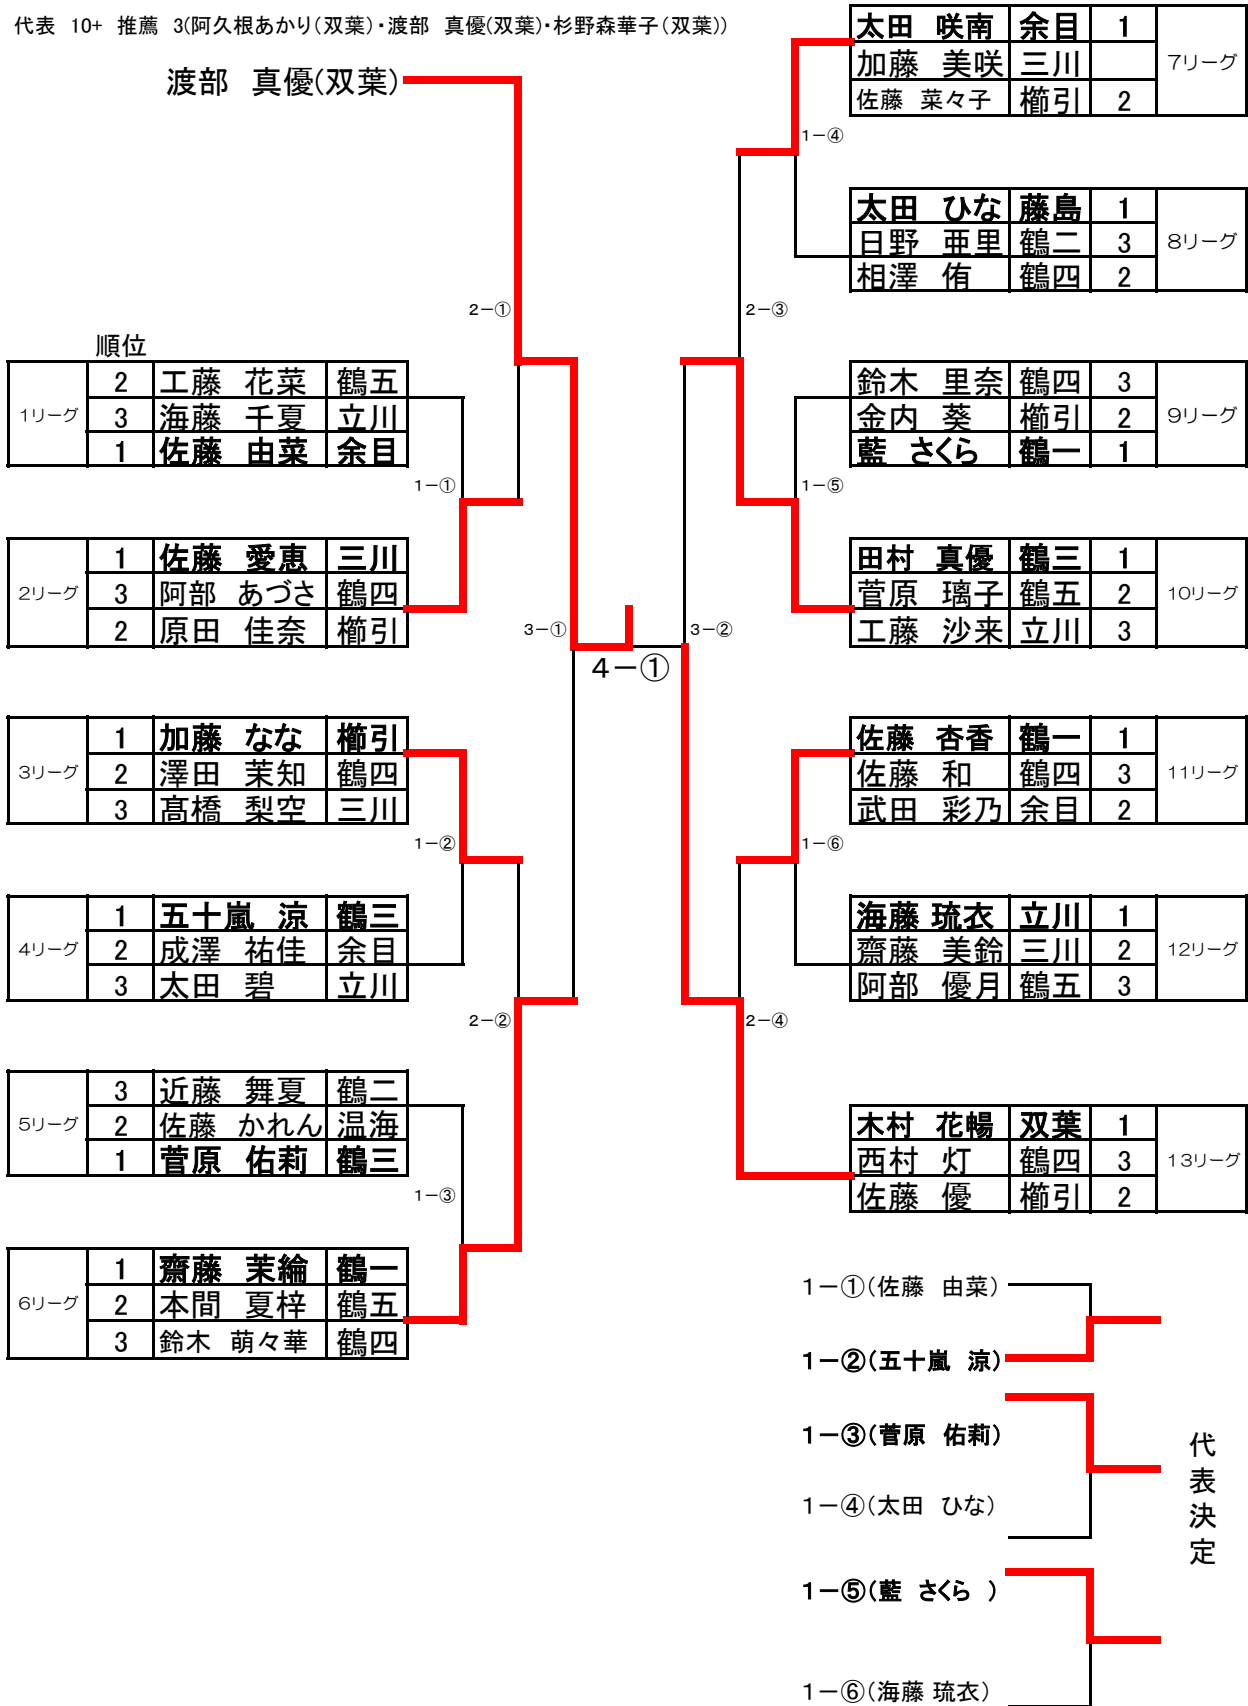 代表 10+ 推薦 3(阿久根あかり(双葉)・渡部 真優(双葉)・杉野森華子(双葉))
渡部 真優(双葉)
太田 咲南 余目 1
加藤 美咲 三川
佐藤 菜々子 櫛引 2
7リーグ
1－④
太田 ひな 藤島 1
日野 亜里 鶴二 3
相澤 侑 鶴四 2
8リーグ
2－①
2－③
順位
1リーグ
2 工藤 花菜 鶴五
3 海藤 千夏 立川
1 佐藤 由菜 余目
鈴木 里奈 鶴四 3
金内 葵 櫛引 2
藍 さくら 鶴一 1
9リーグ
1－①
1－⑤
2リーグ
1 佐藤 愛恵 三川
3 阿部 あづさ 鶴四
2 原田 佳奈 櫛引
田村 真優 鶴三 1
菅原 璃子 鶴五 2
工藤 沙来 立川 3
10リーグ
3－①
3－②
4－①
3リーグ
1 加藤 なな 櫛引
2 澤田 茉知 鶴四
3 髙橋 梨空 三川
佐藤 杏香 鶴一 1
佐藤 和 鶴四 3
武田 彩乃 余目 2
11リーグ
1－②
1－⑥
4リーグ
1 五十嵐 涼 鶴三
2 成澤 祐佳 余目
3 太田 碧 立川
海藤 琉衣 立川 1
齋藤 美鈴 三川 2
阿部 優月 鶴五 3
12リーグ
2－②
2－④
5リーグ
3 近藤 舞夏 鶴二
2 佐藤 かれん 温海
1 菅原 佑莉 鶴三
木村 花暢 双葉 1
西村 灯 鶴四 3
佐藤 優 櫛引 2
13リーグ
1－③
6リーグ
1 齋藤 茉綸 鶴一
2 本間 夏梓 鶴五
3 鈴木 萌々華 鶴四
1－①(佐藤 由菜)
1－②(五十嵐 涼)
1－③(菅原 佑莉)
1－④(太田 ひな)
1－⑤(藍 さくら )
1－⑥(海藤 琉衣)
代表決定